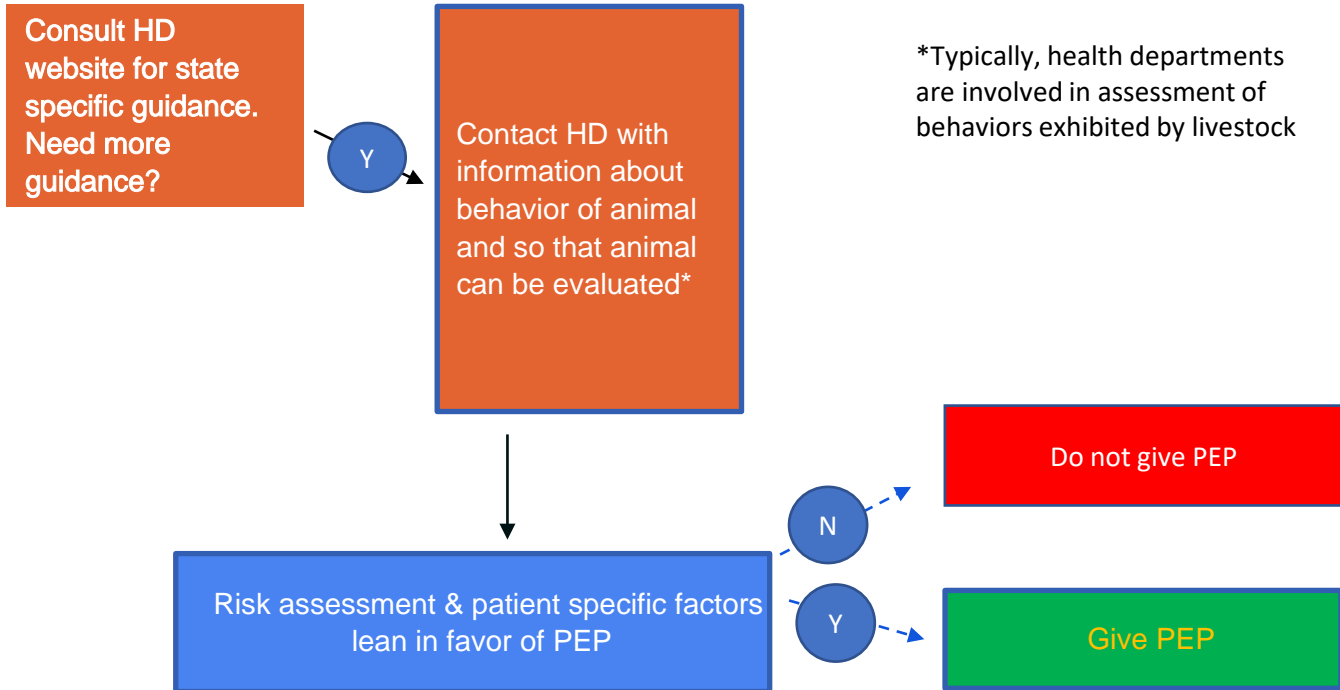 Consult HD
website for state
specific guidance.
Need more
guidance?
Y
Contact HD with
information about
behavior of animal
and so that animal
can be evaluated*
*Typically, health departments
are involved in assessment of
behaviors exhibited by livestock
Risk assessment & patient specific factors
lean in favor of PEP
N
Do not give PEP
Y
Give PEP